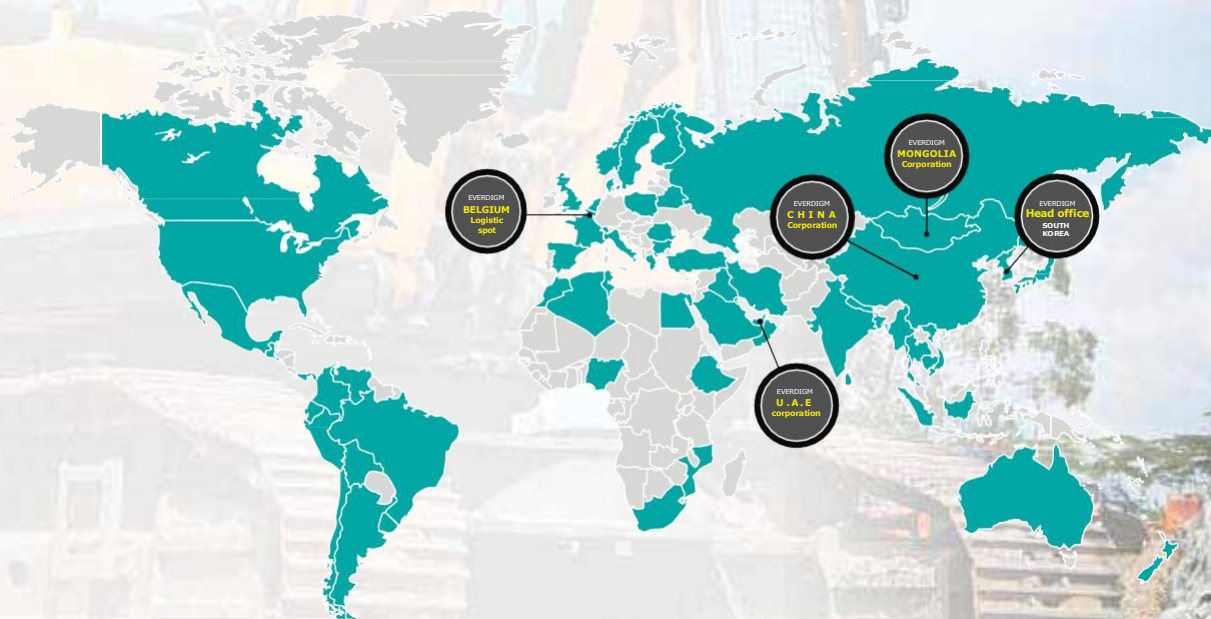 EVERDIGM
MONGOLIA
Corporation
EVERDIGM
BELGIUM
Logistic
spot
EVERDIGM
C H I N A
Corporation
EVERDIGM
Head office
SOUTH
KOREA
EVERDIGM
U . A . E
corporation